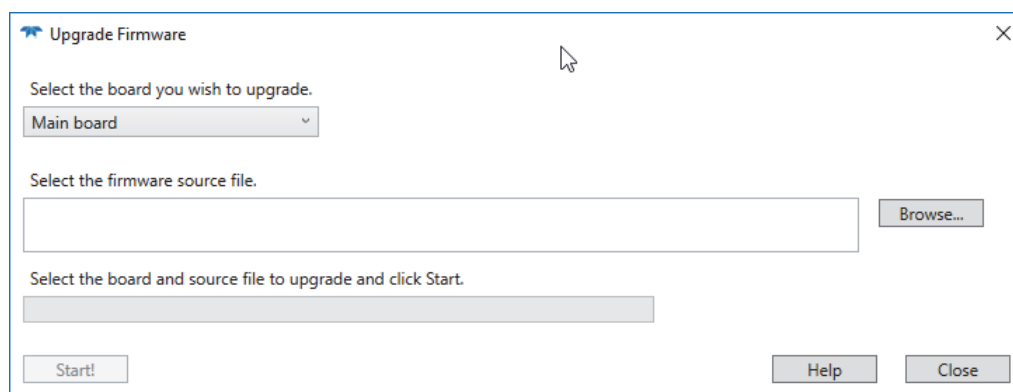 Upgrade Firmware
Select the board you wish to upgrade.
Main board
Select the firmware source file.
Browse...
Select the board and source file to upgrade and click Start.
Start!
Help
Close